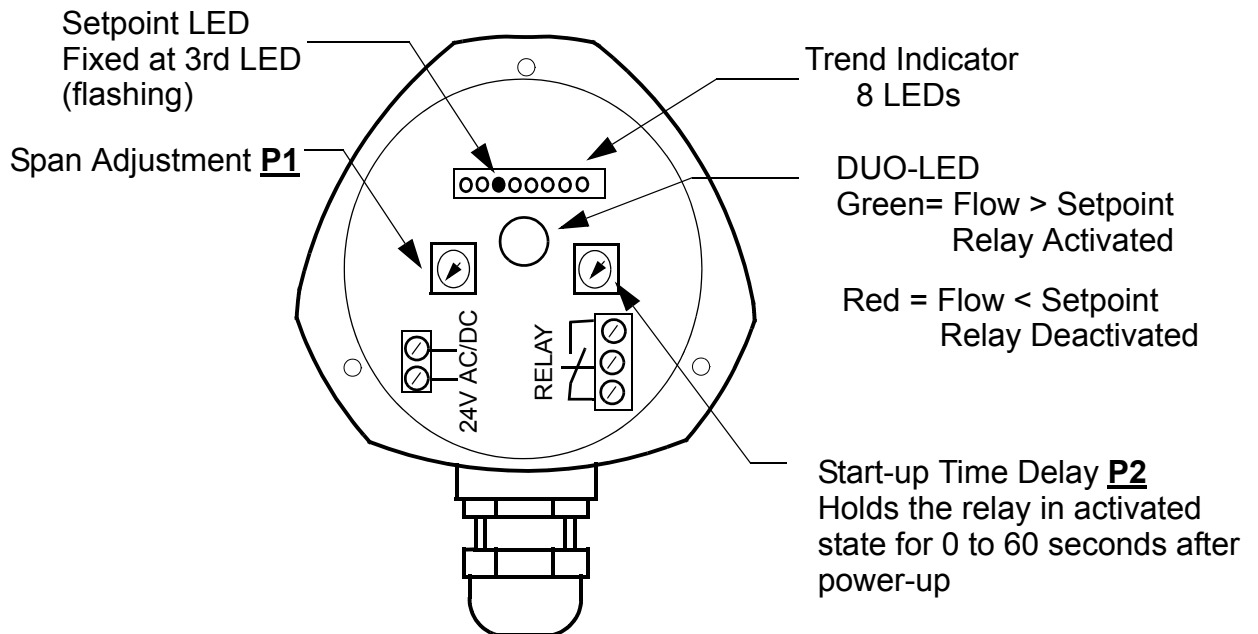 Setpoint LED
Fixed at 3rd LED
(flashing)
Span Adjustment P1
Trend Indicator
8 LEDs
DUO-LED
Green= Flow > Setpoint
Relay Activated
Red = Flow < Setpoint
Relay Deactivated
24V AC/DC
RELAY
Start-up Time Delay P2
Holds the relay in activated
state for 0 to 60 seconds after
power-up